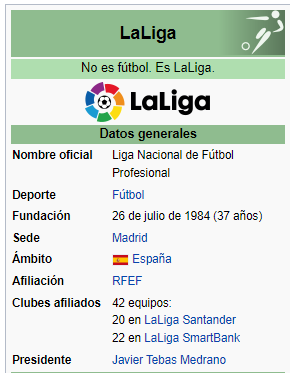 LaLiga
No es fútbol. Es LaLiga.
LaLiga
Datos generales
Nombre oficial Liga Nacional de Fútbol
Profesional
Deporte Fútbol
Fundación 26 de julio de 1984 (37 años)
Sede Madrid
Ámbito España
Afiliación RFEF
Clubes afiliados 42 equipos:
20 en LaLiga Santander
22 en LaLiga SmartBank
Presidente Javier Tebas Medrano